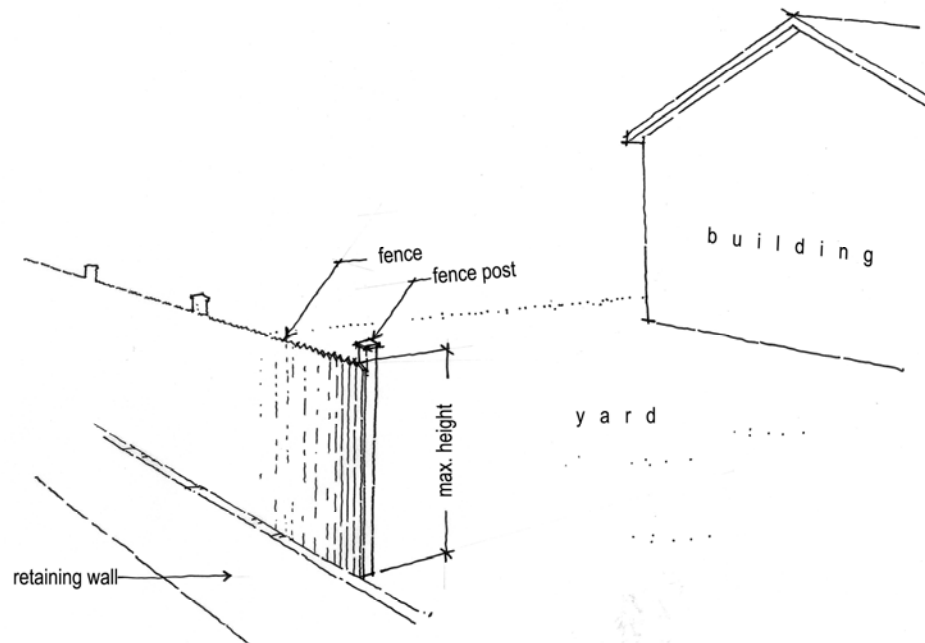 building
fence
fence post
yard
max. height
retaining wall